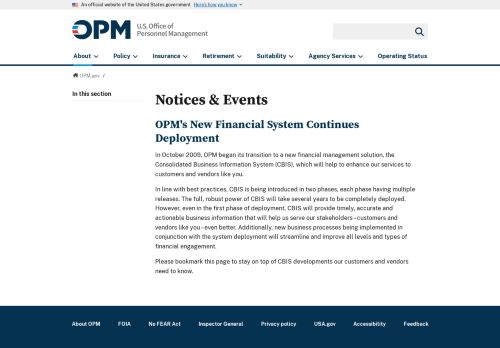 An official website of the United States government Here's how you know
OPM U.S. Office of
Personnel Management
About Policy Insurance Retirement Suitability Agency Services Operating Status
OPM.gov /
In this section
Notices & Events
OPM's New Financial System Continues
Deployment
In October 2009, OPM began its transition to a new financial management solution, the
Consolidated Business Information System (CBIS), which will help to enhance our services to
customers and vendors like you.
In line with best practices, CBIS is being introduced in two phases, each phase having multiple
releases. The full, robust power of CBIS will take several years to be completely deployed.
However, even in the first phase of deployment, CBIS will provide timely, accurate and
actionable business information that will help us serve our stakeholders–customers and
vendors like you–even better. Additionally, new business processes being implemented in
conjunction with the system deployment will streamline and improve all levels and types of
financial engagement.
Please bookmark this page to stay on top of CBIS developments our customers and vendors
need to know.
About OPM FOIA No FEAR Act Inspector General Privacy policy USA.gov Accessibility Feedback